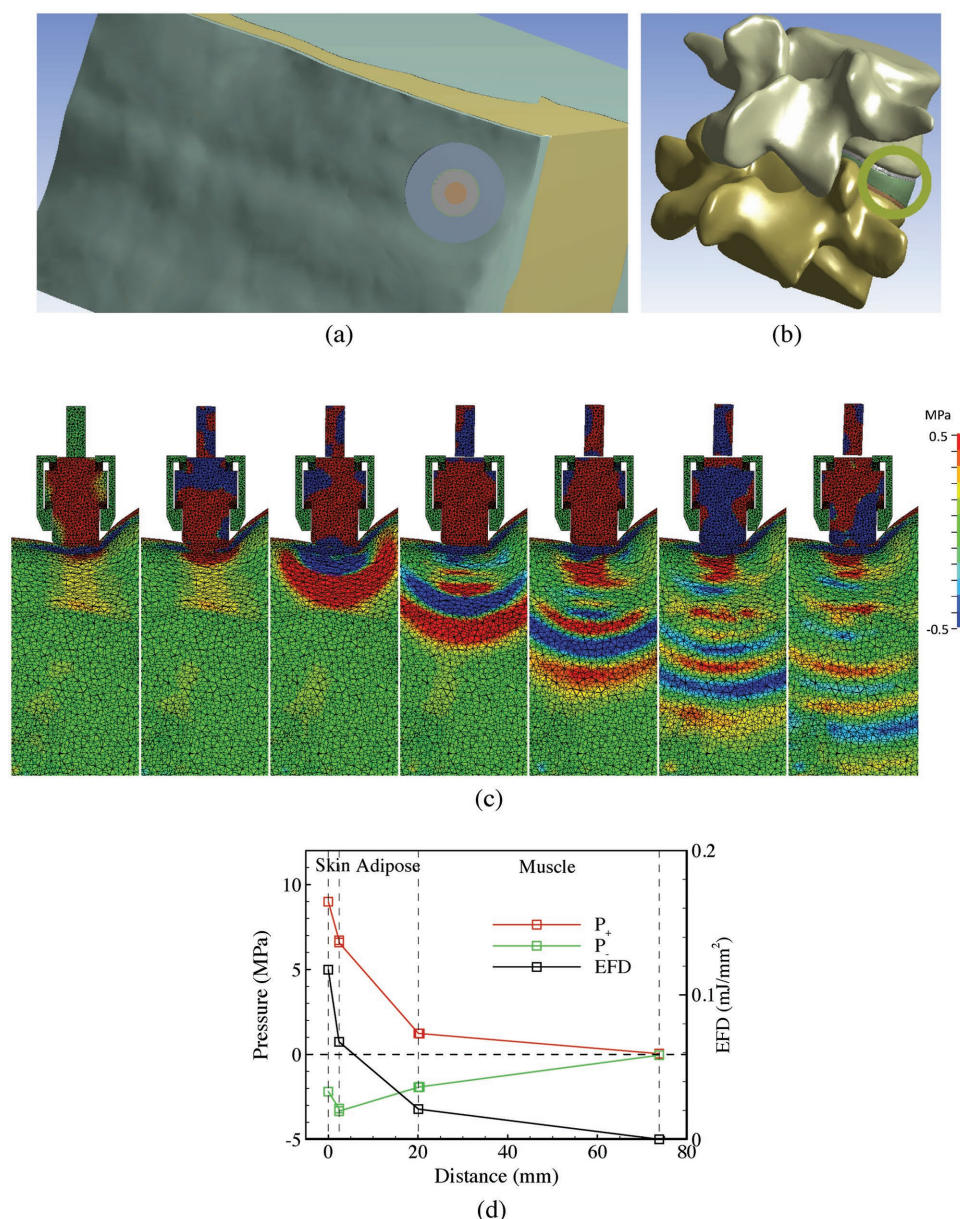 (a)
(b)
MPa
0.5
-0.5
(c)
Skin Adipose Muscle
10
5
0
-5
Pressure (MPa)
P+
P-
EFD
0.2
0.1
0
EFD (mJ/mm²)
0 20 40 60 80
Distance (mm)
(d)